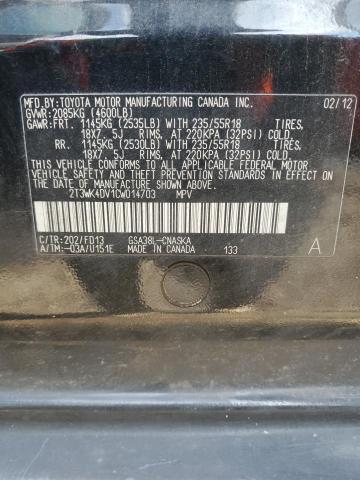 MFD.BY:TOYOTA MOTOR MANUFACTURING CANADA INC. 02/12
GVWR:2085KG (4600LB)
GAWR:FRT. 1145KG (2535LB) WITH 235/55R18 TIRES,
18X7.5J RIMS, AT 220KPA (32PSI) COLD.
RR. 1145KG (2530LB) WITH 235/55R18 TIRES,
18X7.5J RIMS, AT 220KPA (32PSI) COLD.
THIS VEHICLE CONFORMS TO ALL APPLICABLE FEDERAL
MOTOR VEHICLE SAFETY AND THEFT PREVENTION STANDARDS
IN EFFECT ON THE DATE OF MANUFACTURE SHOWN ABOVE.
2T3WK4DV1CW014703 MPV
C/TR:202/FD13 GSA38L-CNASKA A
A/TM:-03A/U151E MADE IN CANADA 133